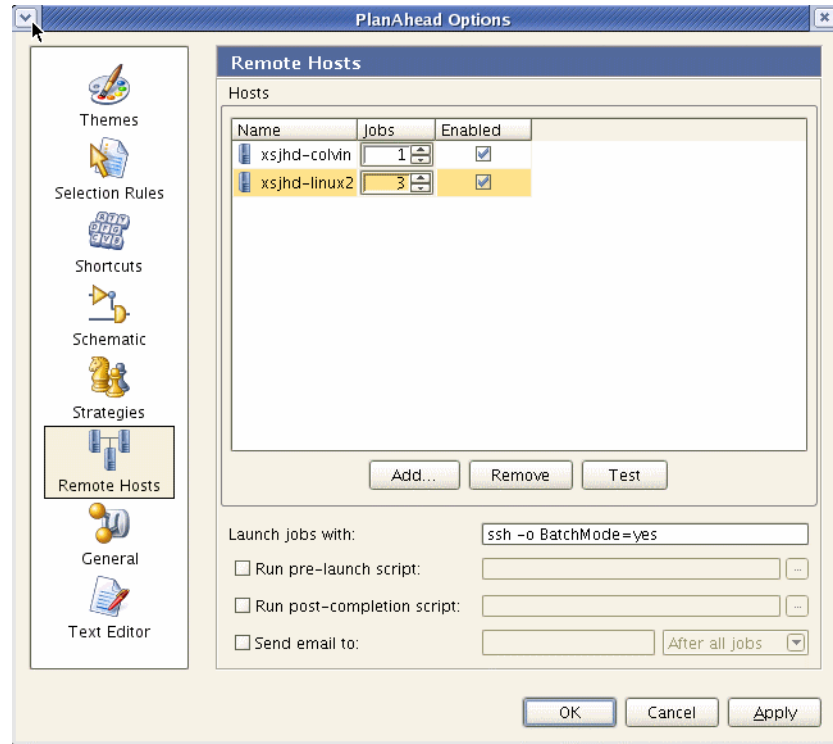 PlanAhead Options
Themes
Selection Rules
Shortcuts
Schematic
Strategies
Remote Hosts
General
Text Editor
Remote Hosts
Hosts
Name Jobs Enabled
xsjhd-colvin 1
xsjhd-linux2 3
Add... Remove Test
Launch jobs with: ssh -o BatchMode=yes
Run pre-launch script: ...
Run post-completion script: ...
Send email to: After all jobs
OK Cancel Apply